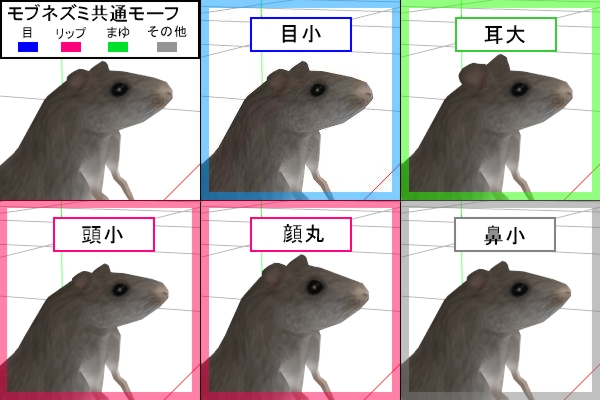 モブネズミ共通モーフ
目 リップ まゆ その他
目小
耳大
頭小
顔丸
鼻小